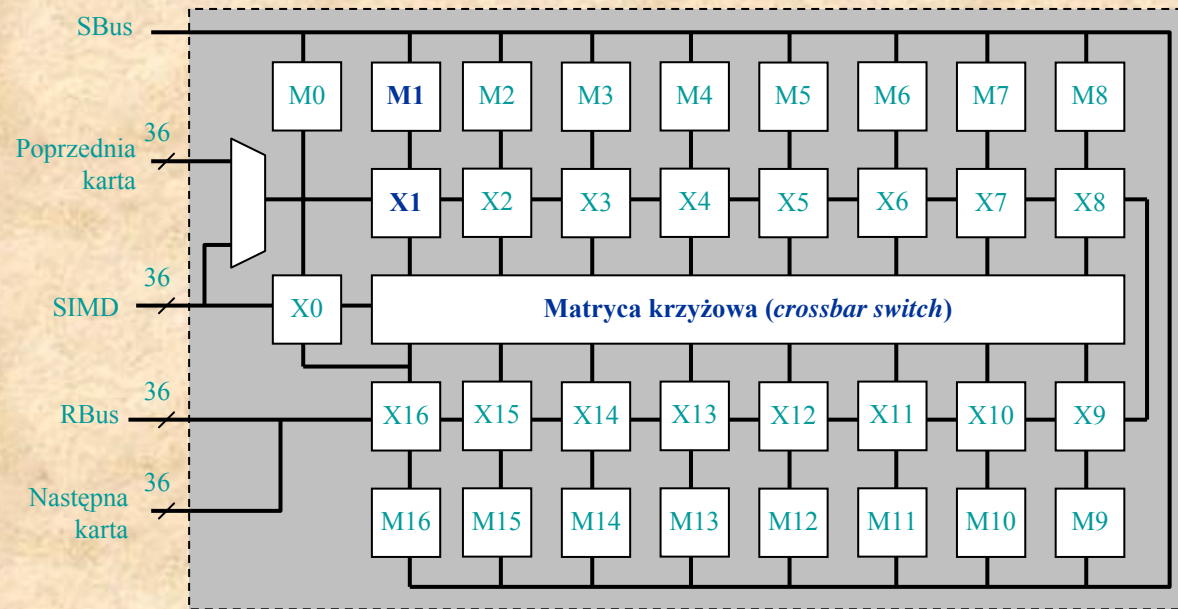 SBus
M0 M1 M2 M3 M4 M5 M6 M7 M8
36
Poprzednia
karta
X1 X2 X3 X4 X5 X6 X7 X8
36
SIMD
X0
Matryca krzyżowa (crossbar switch)
36
RBus
X16 X15 X14 X13 X12 X11 X10 X9
36
Następna
karta
M16 M15 M14 M13 M12 M11 M10 M9